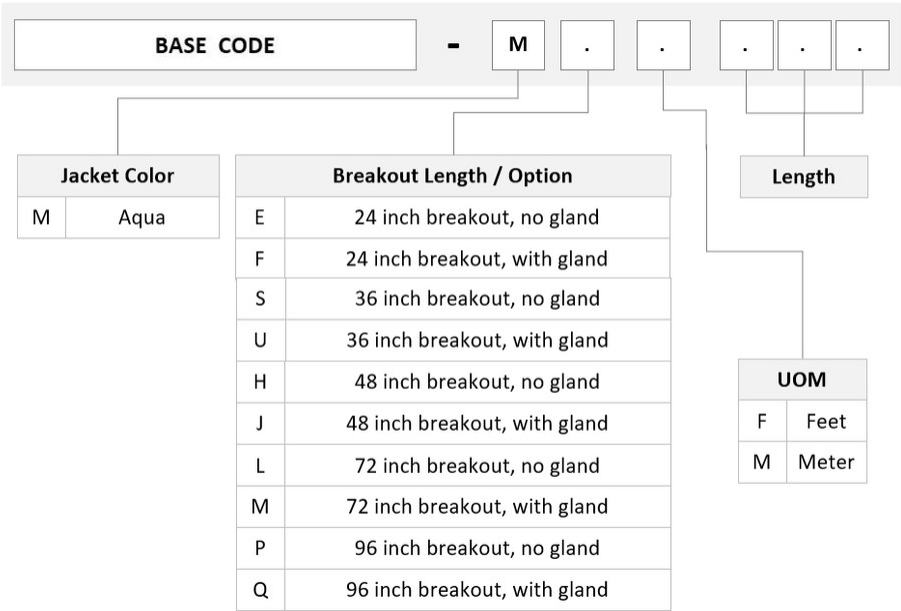 BASE CODE - M . . . . .
Jacket Color
M Aqua
Breakout Length / Option
E 24 inch breakout, no gland
F 24 inch breakout, with gland
S 36 inch breakout, no gland
U 36 inch breakout, with gland
H 48 inch breakout, no gland
J 48 inch breakout, with gland
L 72 inch breakout, no gland
M 72 inch breakout, with gland
P 96 inch breakout, no gland
Q 96 inch breakout, with gland
Length
UOM
F Feet
M Meter